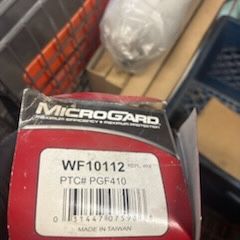 MICROGARD
MAXIMUM EFFICIENCY & MAXIMUM PROTECTION
WF10112
PTC# PGF410
MADE IN TAIWAN